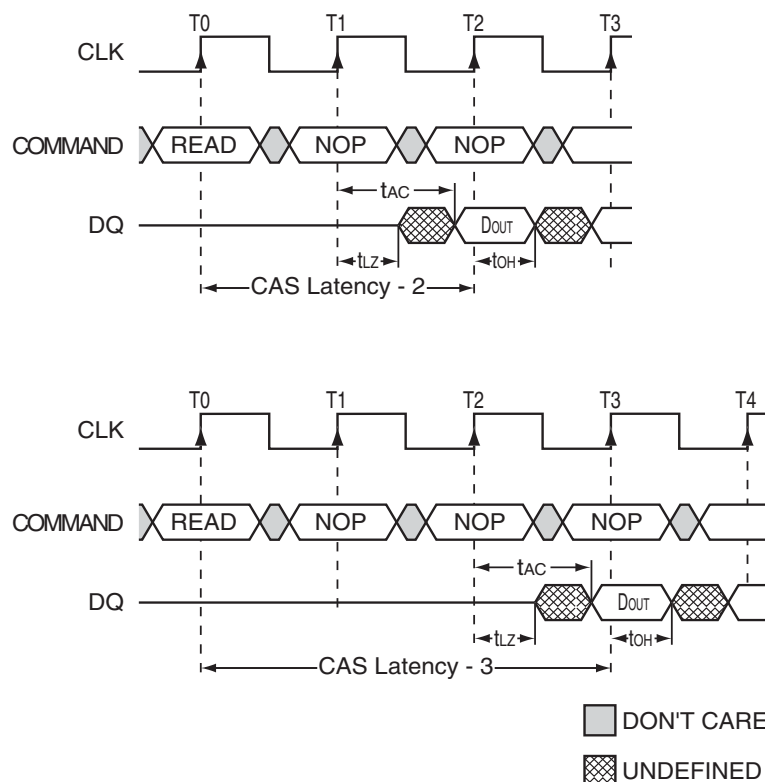 T0 T1 T2 T3
CLK
COMMAND READ NOP NOP
tAC
DQ DOUT
tLZ tOH
CAS Latency - 2
T0 T1 T2 T3 T4
CLK
COMMAND READ NOP NOP NOP
tAC
DQ DOUT
tLZ tOH
CAS Latency - 3
DON'T CARE
UNDEFINED